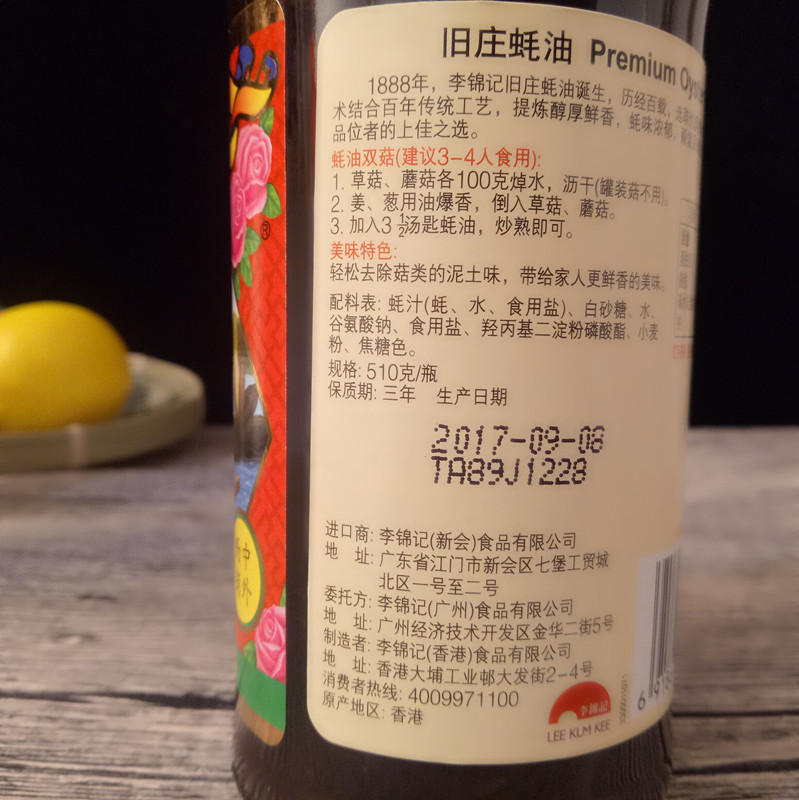 旧庄蚝油 Premium Oyste
1888年，李锦记旧庄蚝油诞生，历经百载，
术结合百年传统工艺，提炼醇厚鲜香，蚝味浓郁，
品位者的上佳之选。
蚝油双菇(建议3-4人食用):
1. 草菇、蘑菇各100克焯水，沥干(罐装菇不用)。
2. 姜、葱用油爆香，倒入草菇、蘑菇。
3. 加入3 1/2汤匙蚝油，炒熟即可。
美味特色:
轻松去除菇类的泥土味，带给家人更鲜香的美味。
配料表: 蚝汁(蚝、水、食用盐)、白砂糖、水、
谷氨酸钠、食用盐、羟丙基二淀粉磷酸酯、小麦
粉、焦糖色。
规格: 510克/瓶
保质期: 三年 生产日期
2017-09-08
TA89J1228
进口商: 李锦记(新会)食品有限公司
地 址: 广东省江门市新会区七堡工贸城
北区一号至二号
委托方: 李锦记(广州)食品有限公司
地 址: 广州经济技术开发区金华二街5号
制造者: 李锦记(香港)食品有限公司
地 址: 香港大埔工业邨大发街2-4号
消费者热线: 4009971100
原产地区: 香港
李錦記
LEE KUM KEE
®
中
外